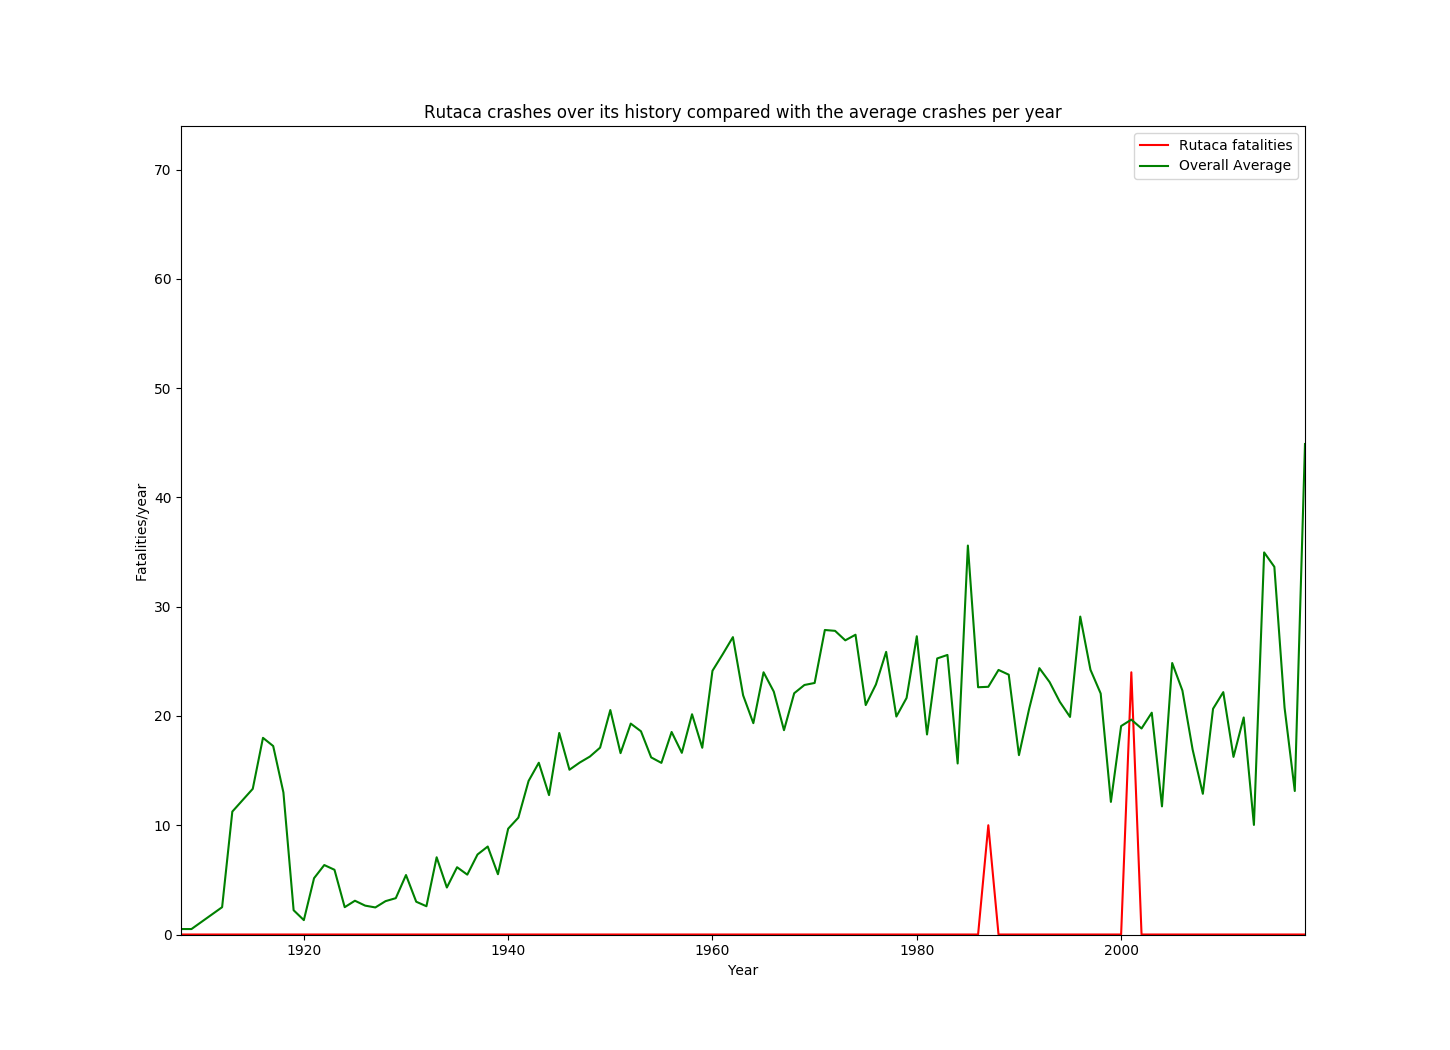 Rutaca crashes over its history compared with the average crashes per year
Rutaca fatalities
Overall Average
70
60
50
40
30
20
10
0
Fatalities/year
1920 1940 1960 1980 2000
Year